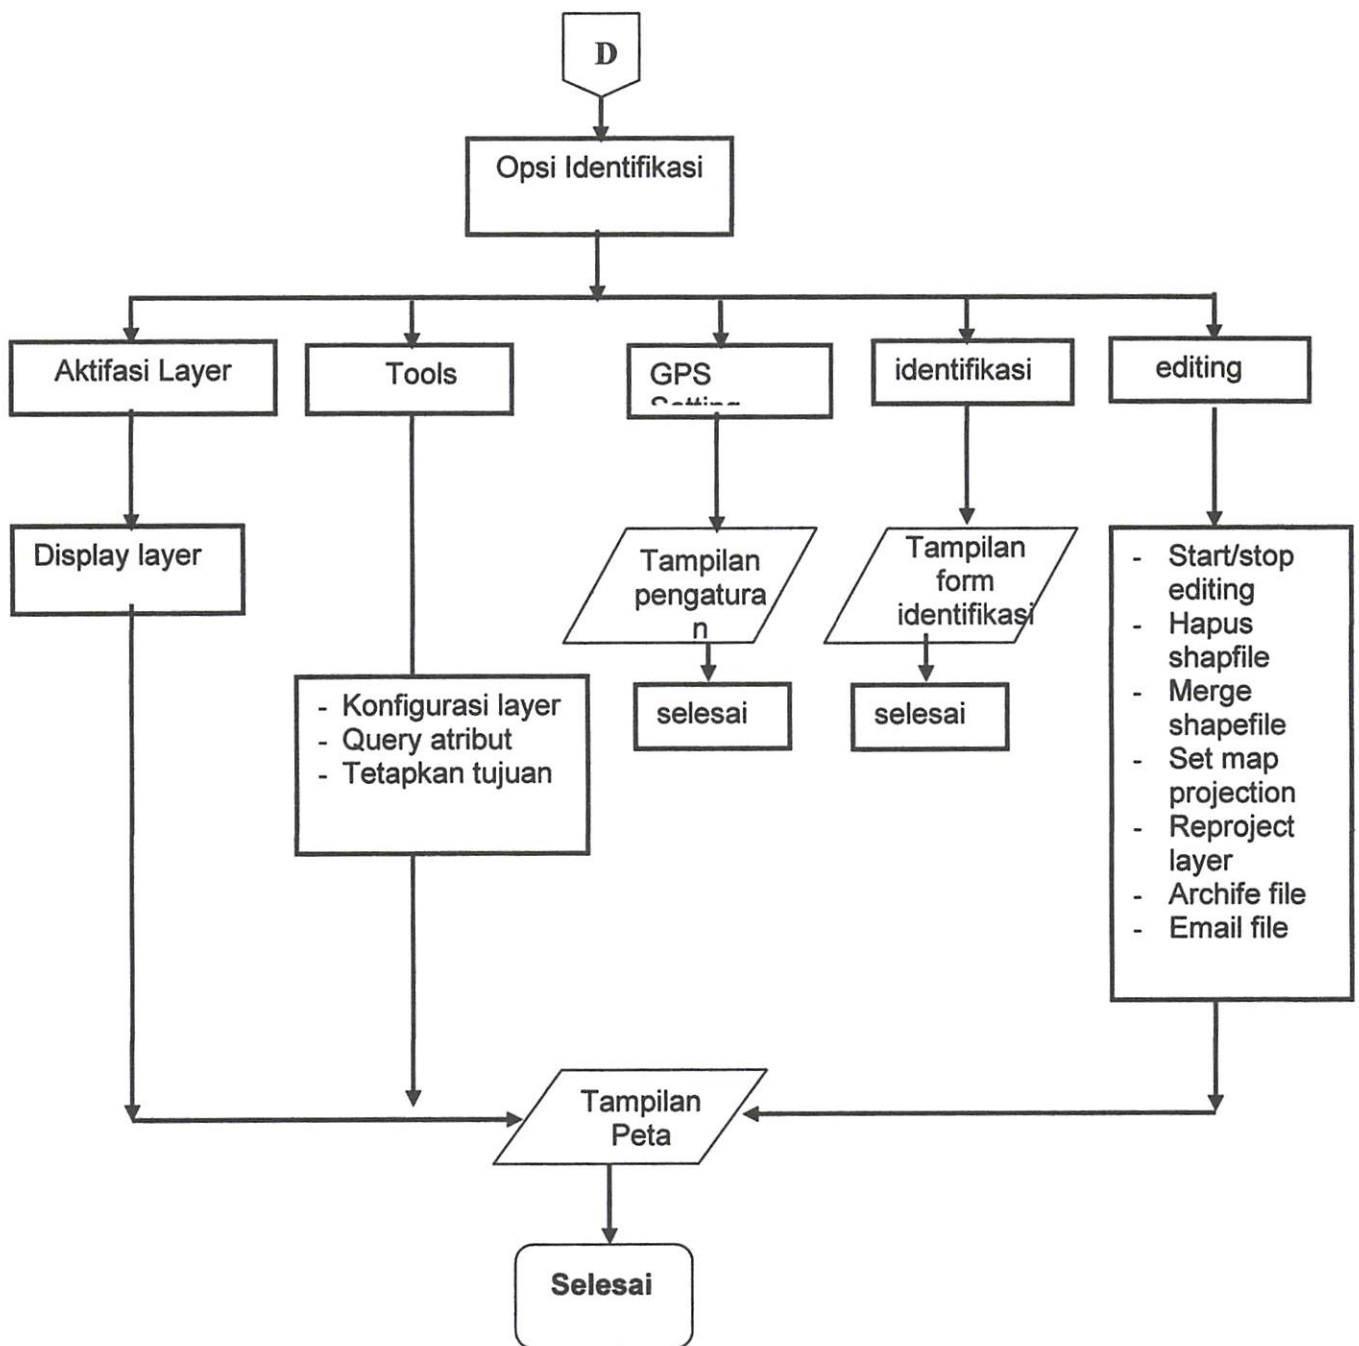 D
Opsi Identifikasi
Aktifasi Layer
Tools
GPS
Setting
identifikasi
editing
Display layer
Tampilan
pengatura
n
Tampilan
form
identifikasi
- Start/stop
editing
- Hapus
shapfile
- Merge
shapefile
- Set map
projection
- Reproject
layer
- Archife file
- Email file
- Konfigurasi layer
- Query atribut
- Tetapkan tujuan
selesai
selesai
Tampilan
Peta
Selesai